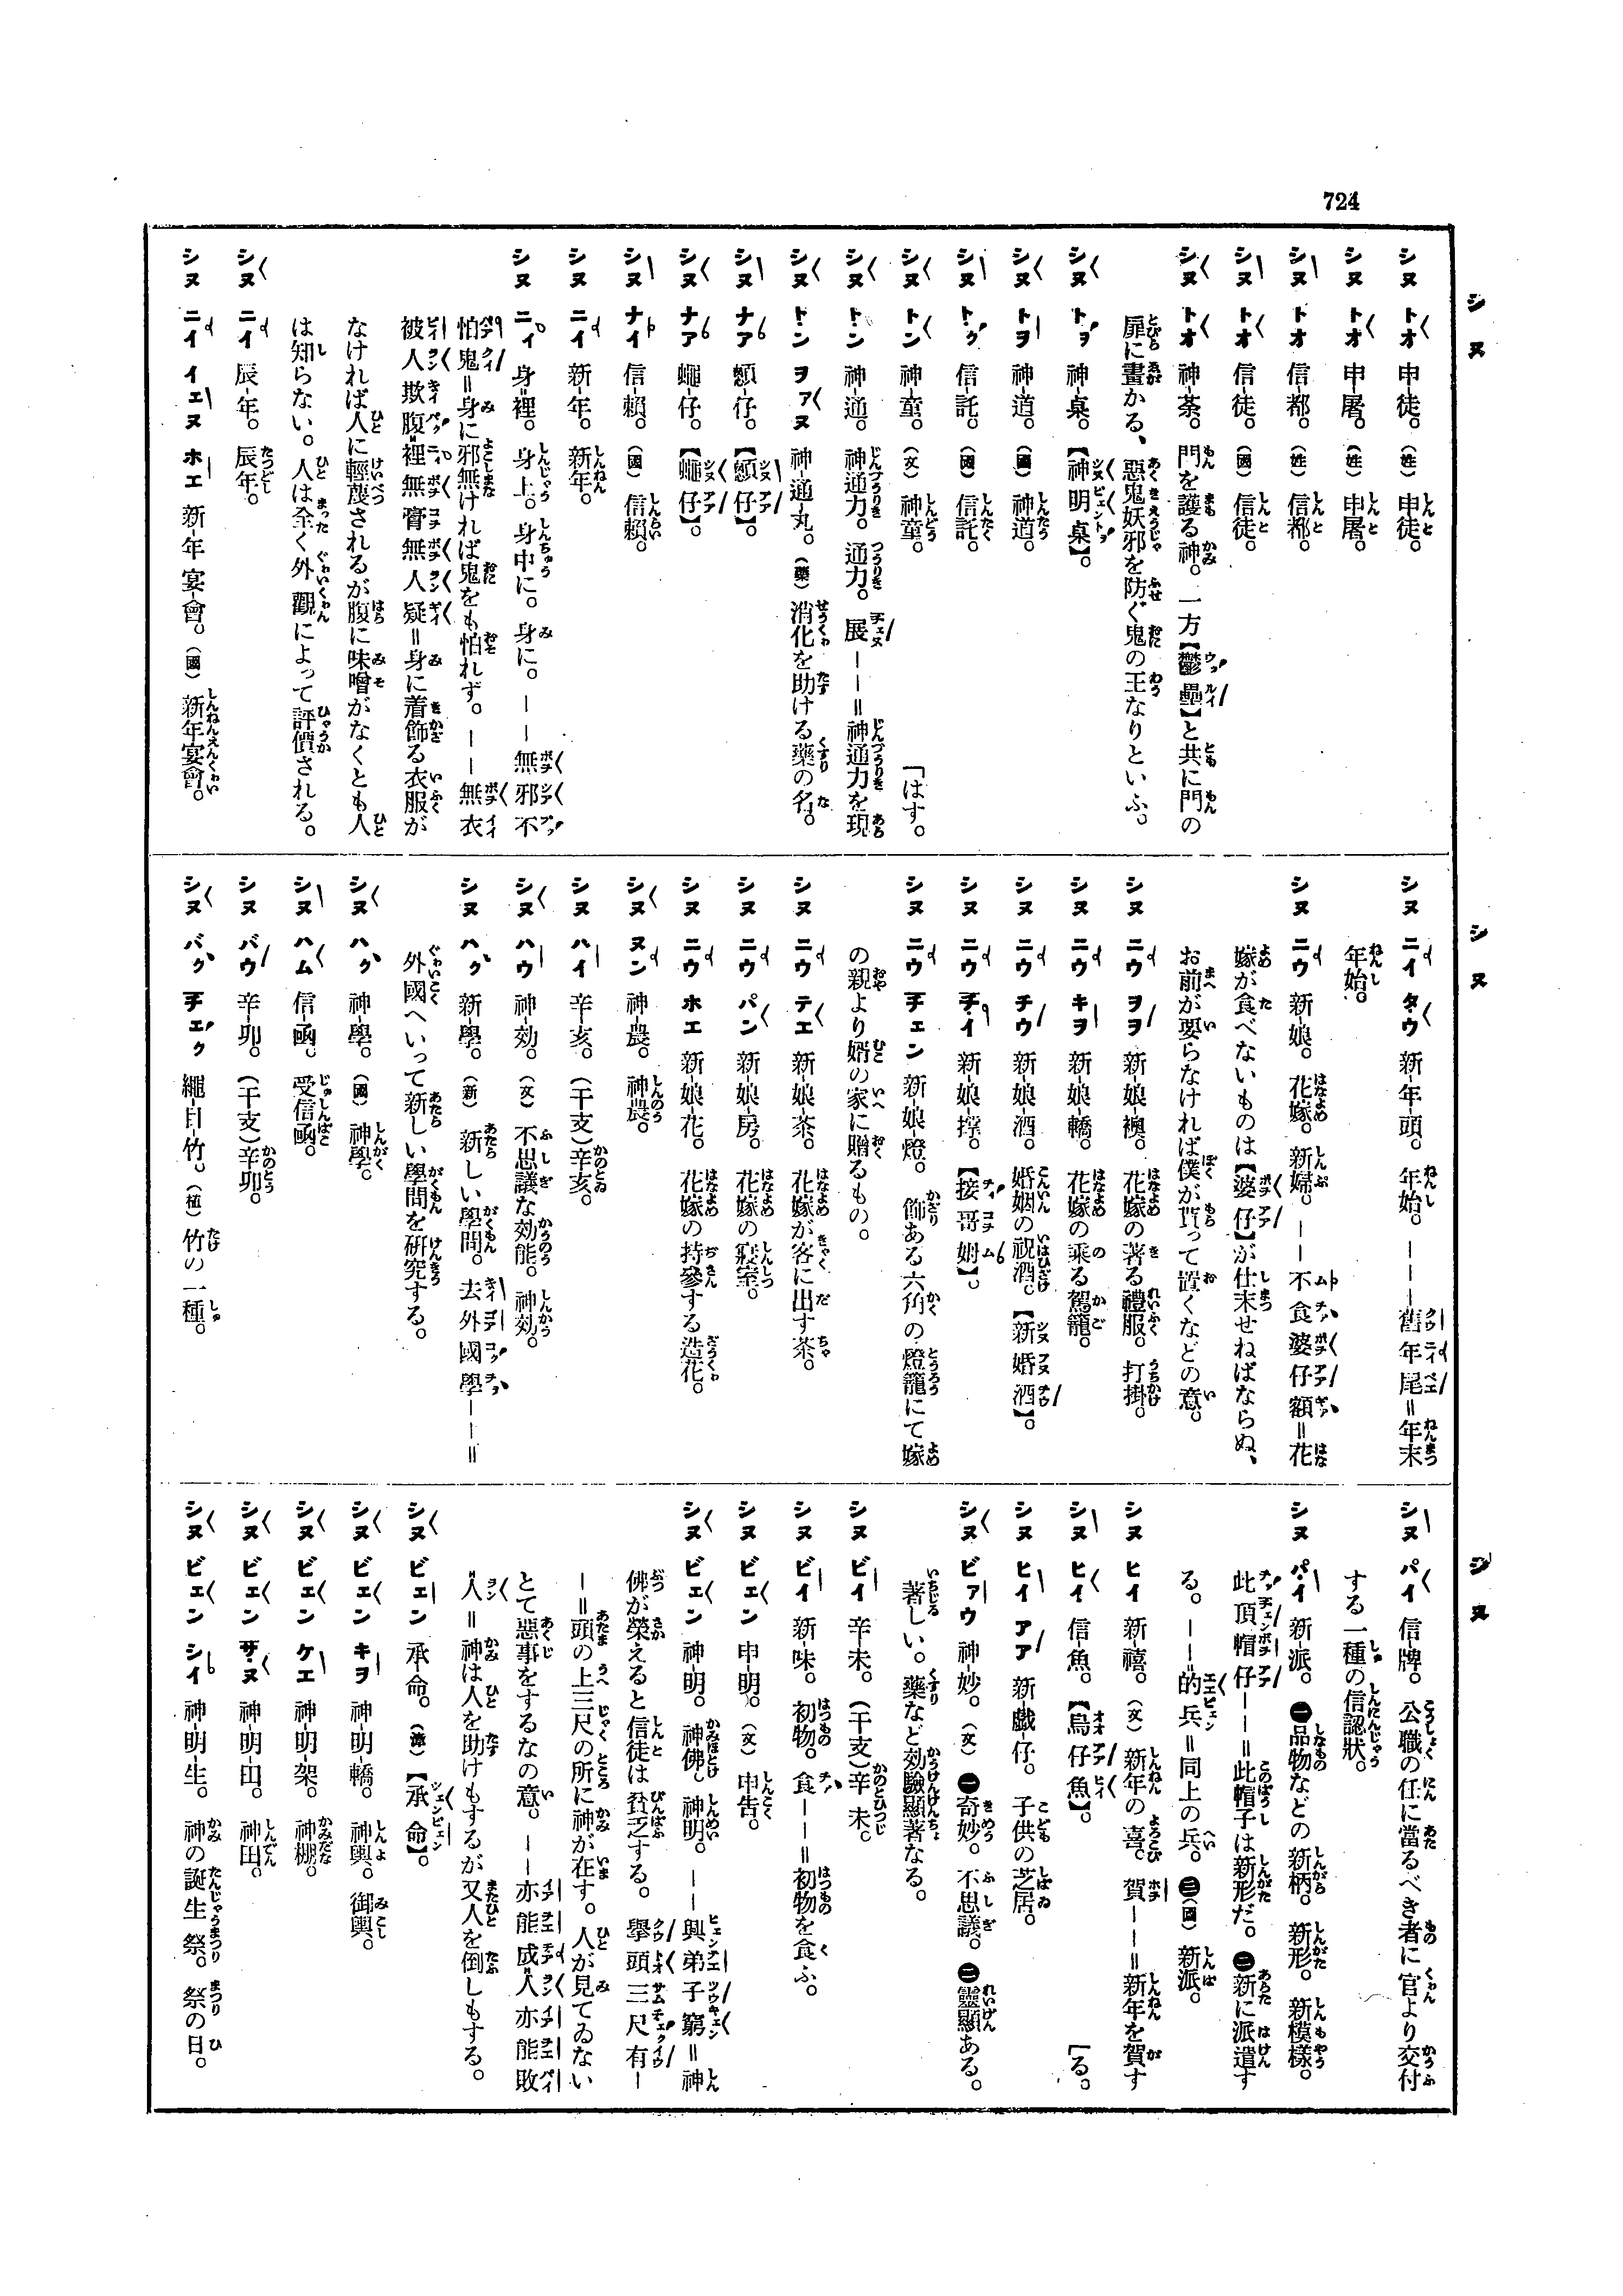 724
シヌ
シヌ
シヌ
シヌ トオ 申-徒。(姓) 申徒。
シヌ トオ 申-屠。(姓) 申屠。
シヌ トオ 信-都。(姓) 信都。
シヌ トオ 信-徒。(國) 信徒。
シヌ トオ 神-荼。 門を護る神。一方【鬱壘】と共に門の
扉に畫かる、惡鬼妖邪を防ぐ鬼の王なりといふ。
シヌ トヲ 神-桌。【神明桌】。
シヌ トヲ 神-道。(國) 神道。
シヌ トク 信-託。(國) 信託。
シヌ トン 神-童。(文) 神童。 「はす。
シヌ トン 神-通。 神通力。通力。展――=神通力を現
シヌ トン ヲァヌ 神-通-丸。(藥) 消化を助ける藥の名。
シヌ ナア 蟳-仔。【蟳仔】。
シヌ ナイ 信-賴。(國) 信賴。
シヌ ニイ 新-年。 新年。
シヌ ニィ 身-裡。 身上。身中に。身に。――無邪不
怕鬼=身に邪無ければ鬼をも怕れず。――無衣
被人欺腹裡無膏無人疑=身に着飾る衣服が
なければ人に輕蔑されるが腹に味噌がなくとも人
は知らない。人は全く外觀によって評價される。
シヌ ニイ 辰-年。 辰年。
シヌ ニイ イェヌ ホエ 新-年 宴-會。(國) 新年宴會。
シヌ ニイ タウ 新-年-頭。 年始。―――舊年尾=年末
年始。
シヌ ニウ 新-娘。 花嫁。新婦。――不食婆仔額=花
嫁が食べないものは【婆仔】が仕末せねばならぬ、
お前が要らなければ僕が貰って置くなどの意。
シヌ ニウ ヲヲ 新-娘-襖。 花嫁の著る禮服。打掛。
シヌ ニウ キヲ 新-娘-轎。 花嫁の乘る駕籠。
シヌ ニウ チウ 新-娘-酒。 婚姻の祝酒。【新婚酒】。
シヌ ニウ チイ 新-娘-㨃。【接哥姆】。
シヌ ニウ チェン 新-娘-燈。 飾ある六角の燈籠にて嫁
の親より婿の家に贈るもの。
シヌ ニウ テエ 新-娘-茶。 花嫁が客に出す茶。
シヌ ニウ パン 新-娘-房。 花嫁の寢室。
シヌ ニウ ホエ 新-娘-花。 花嫁の持參する造花。
シヌ ヌン 神-農。 神農。
シヌ ハイ 辛-亥。(干支)辛亥。
シヌ ハウ 神-効。(文) 不思議な効能。神効。
シヌ ハク 新-學。(新) 新しい學問。去外國學――=
外國へいって新しい學問を研究する。
シヌ ハク 神-學。(國) 神學。
シヌ ハム 信-凾。 受信凾。
シヌ バウ 辛-卯。(干支)辛卯。
シヌ バク チェク 繩-目-竹。(植) 竹の一種。
シヌ パイ 信-牌。 公職の任に當るべき者に官より交付
する一種の信認狀。
シヌ パイ 新-派。 ㊀品物などの新柄。新形。新模樣。
此頂帽仔――=此帽子は新形だ。㊁新に派遣す
る。――的兵=同上の兵。㊂(國) 新派。
シヌ ヒイ 新-禧。(文) 新年の喜。賀――=新年を賀す
シヌ ヒイ 信-魚。【烏仔魚】。 「る。
シヌ ヒイ アア 新-戲-仔。 子供の芝居。
シヌ ビァウ 神-妙。(文) ㊀奇妙。不思議。㊁靈顯ある。
著しい。藥など効驗顯著なる。
シヌ ビイ 辛-未。(干支)辛未。
シヌ ビイ 新-味。 初物。食――=初物を食ふ。
シヌ ビェン 申-明。(文) 申告。
シヌ ビェン 神-明。 神佛。神明。――興弟子窮=神
佛が榮えると信徒は貧乏する。擧頭三尺有―
―=頭の上三尺の所に神が在す。人が見てゐない
とて惡事をするなの意。――亦能成人亦能敗
人=神は人を助けもするが又人を倒しもする。
シヌ ビェン 承-命。(漳)【承命】。
シヌ ビェン キヲ 神-明-轎。 神輿。御輿。
シヌ ビェン ケエ 神-明-架。 神棚。
シヌ ビェン サヌ 神-明-田。 神田。
シヌ ビェン シイ 神-明-生。 神の誕生祭。祭の日。